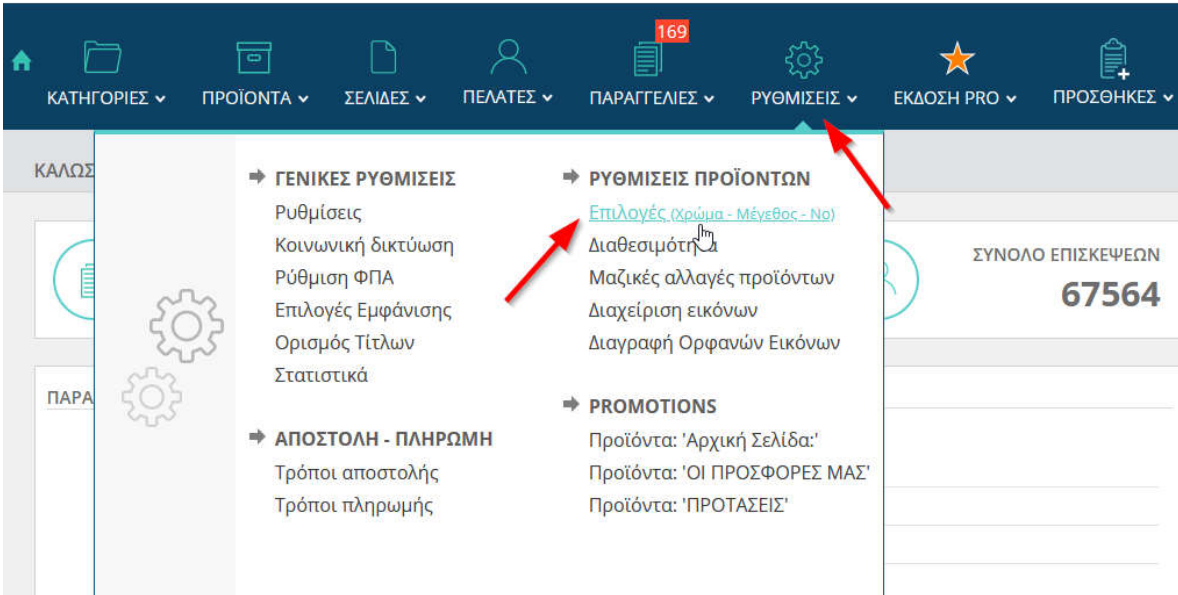 169
ΚΑΤΗΓΟΡΙΕΣ ΠΡΟΪΟΝΤΑ ΣΕΛΙΔΕΣ ΠΕΛΑΤΕΣ ΠΑΡΑΓΓΕΛΙΕΣ ΡΥΘΜΙΣΕΙΣ ΕΚΔΟΣΗ PRO ΠΡΟΣΘΗΚΕΣ
ΚΑΛΩΣ
ΓΕΝΙΚΕΣ ΡΥΘΜΙΣΕΙΣ
Ρυθμίσεις
Κοινωνική δικτύωση
Ρύθμιση ΦΠΑ
Επιλογές Εμφάνισης
Ορισμός Τίτλων
Στατιστικά
ΑΠΟΣΤΟΛΗ - ΠΛΗΡΩΜΗ
Τρόποι αποστολής
Τρόποι πληρωμής
ΡΥΘΜΙΣΕΙΣ ΠΡΟΪΟΝΤΩΝ
Επιλογές (Χρώμα - Μέγεθος - Νο)
Μαζικές αλλαγές προϊόντων
Διαχείριση εικόνων
Διαγραφή Ορφανών Εικόνων
PROMOTIONS
Προϊόντα: 'Αρχική Σελίδα:'
Προϊόντα: 'ΟΙ ΠΡΟΣΦΟΡΕΣ ΜΑΣ'
Προϊόντα: 'ΠΡΟΤΑΣΕΙΣ'
ΣΥΝΟΛΟ ΕΠΙΣΚΕΨΕΩΝ
67564
ΠΑΡΑ